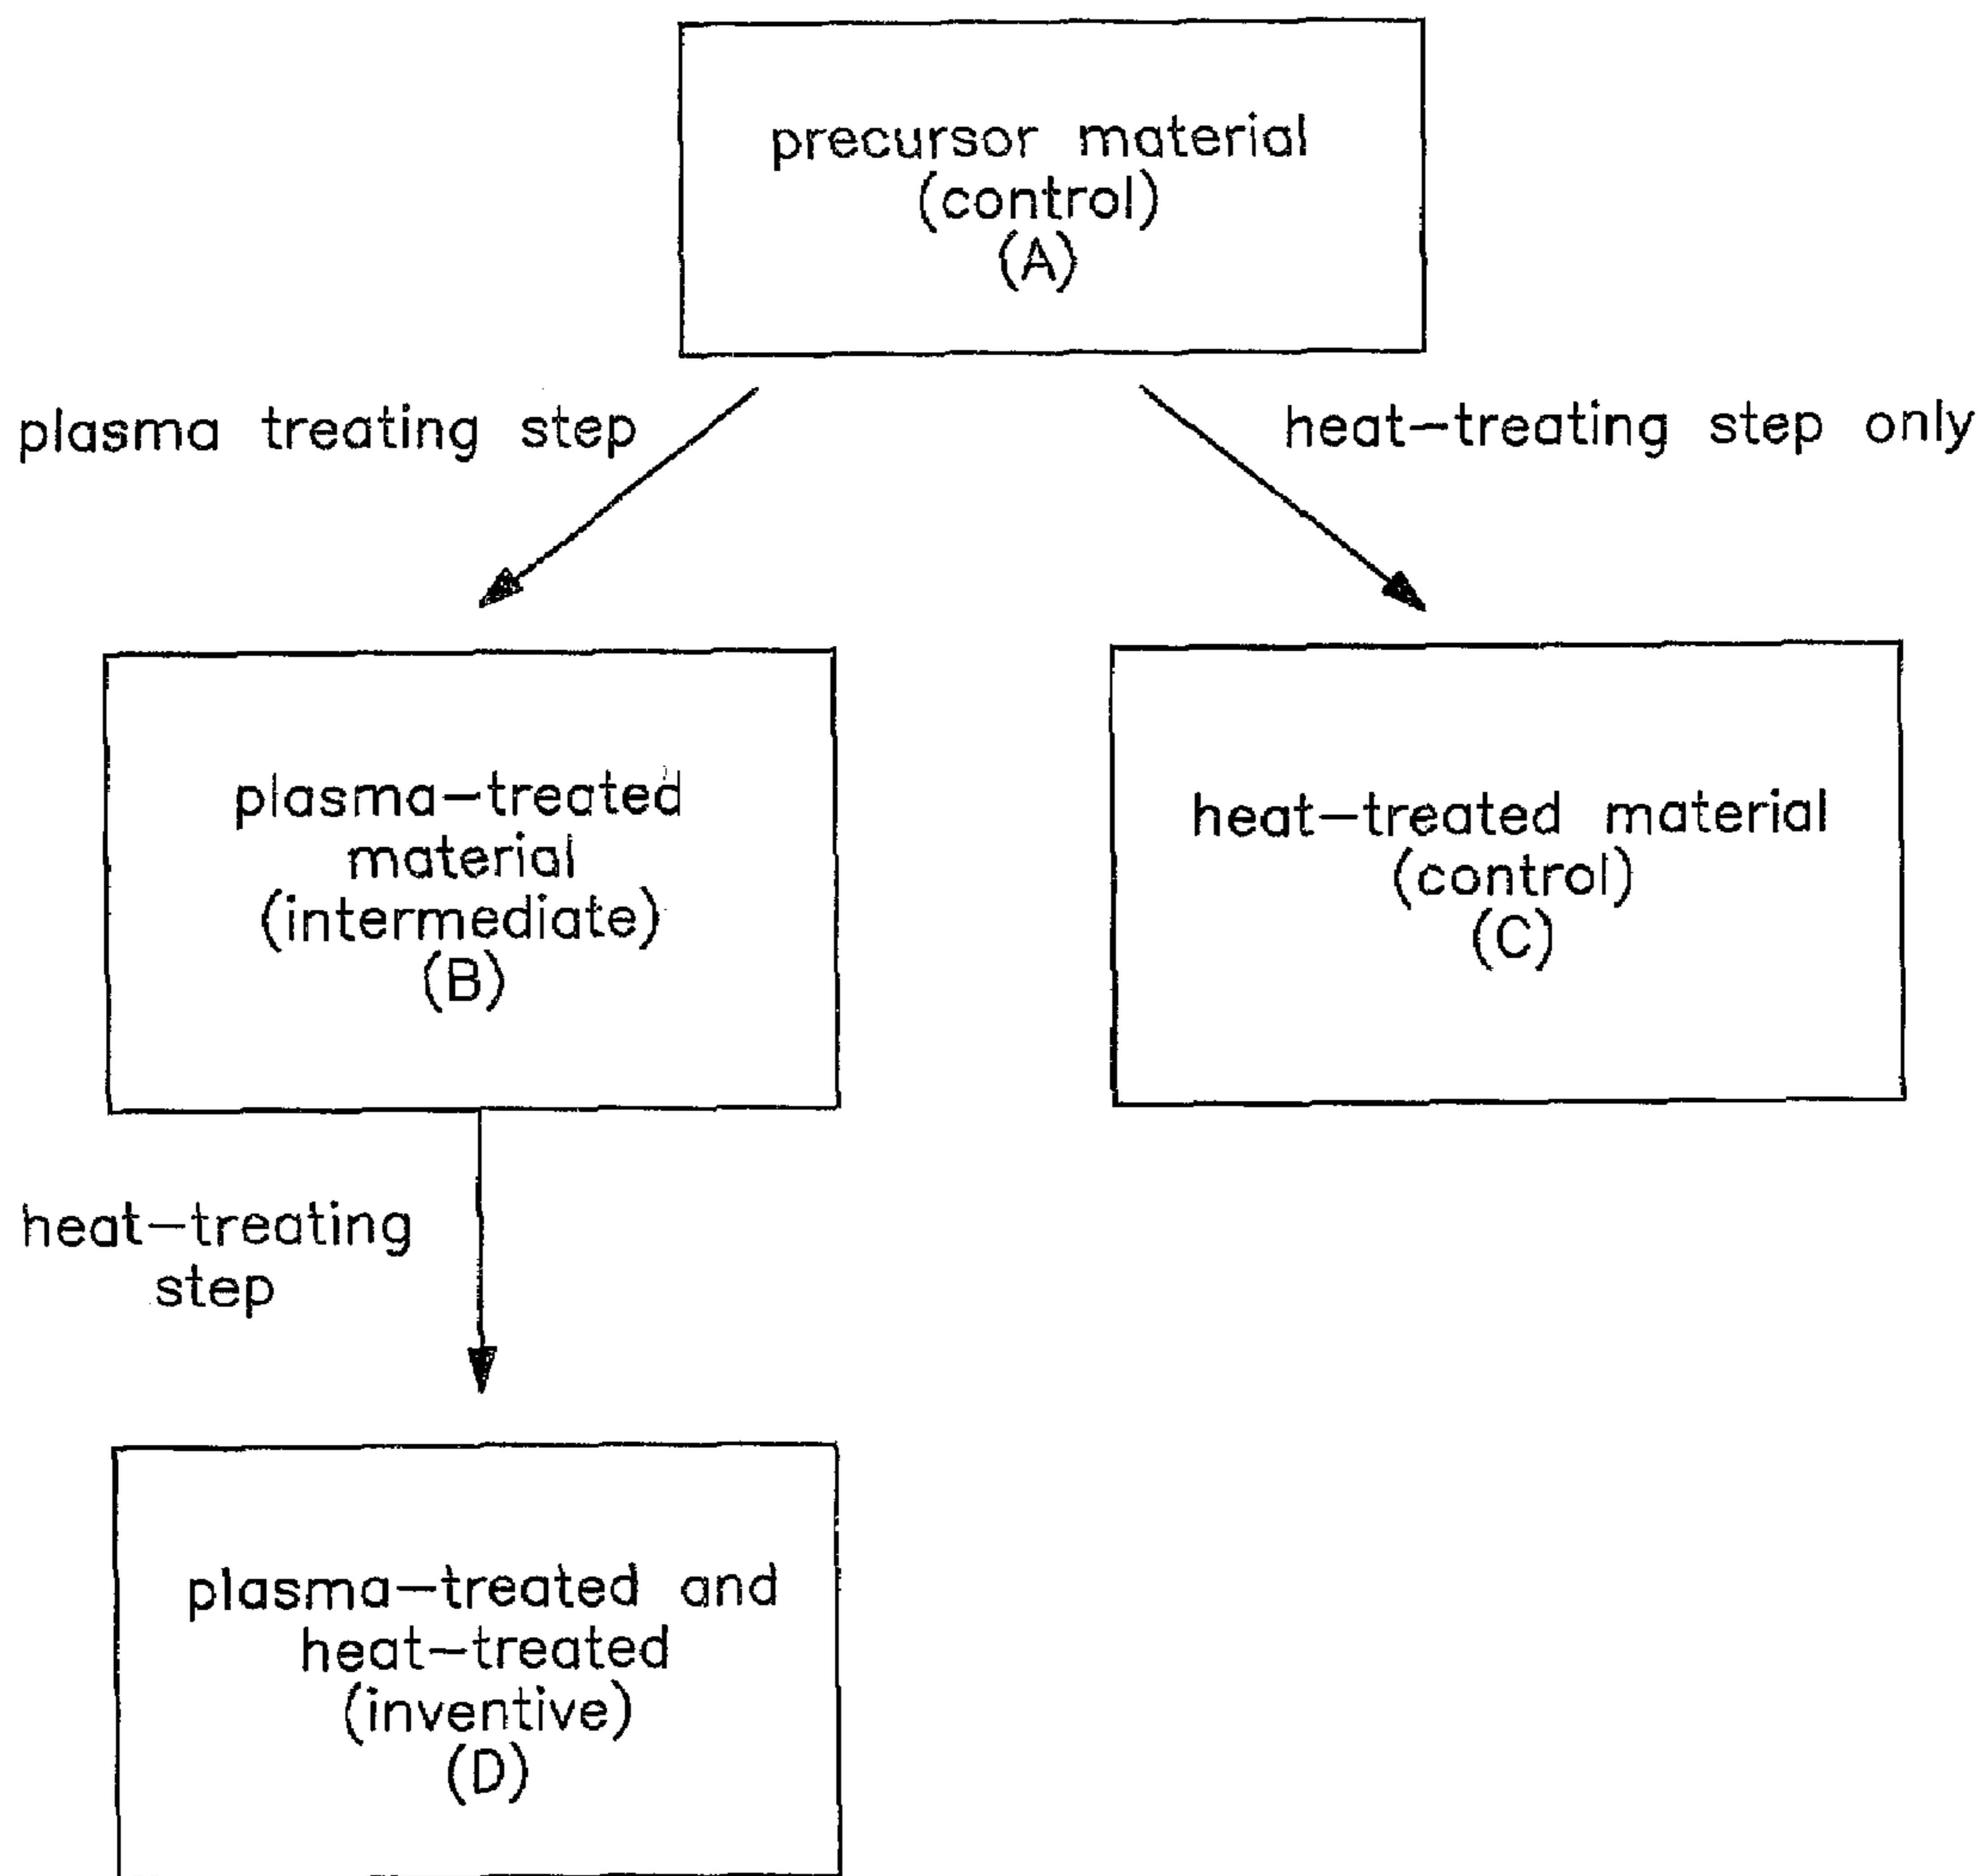 precursor material
(control)
(A)
plasma treating step
heat-treating step only
plasma-treated
material
(intermediate)
(B)
heat-treated material
(control)
(C)
heat-treating
step
plasma-treated and
heat-treated
(inventive)
(D)